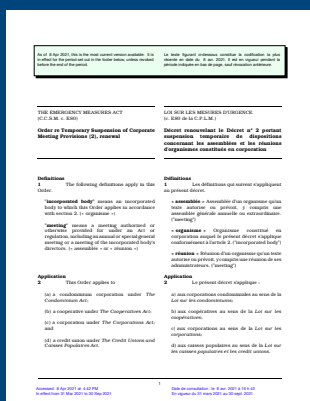 As of 8 Apr 2021, this is the most current version available. It is
in effect for the period set out in the footer below, unless revoked
before the end of the period.
Le texte figurant ci-dessous constitue la codification la plus
récente en date du 8 avr. 2021. Il est en vigueur pendant la
période indiquée en bas de page, sauf révocation antérieure.
THE EMERGENCY MEASURES ACT
(C.C.S.M. c. E80)
Order re Temporary Suspension of Corporate
Meeting Provisions (2), renewal
Definitions
1 The following definitions apply in this
Order.
"incorporated body" means an incorporated
body to which this Order applies in accordance
with section 2. (« organisme »)
"meeting" means a meeting authorized or
otherwise provided for under an Act or
regulation, including an annual or special general
meeting or a meeting of the incorporated body's
directors. (« assemblée » or « réunion »)
Application
2 This Order applies to
(a) a condominium corporation under The
Condominium Act;
(b) a cooperative under The Cooperatives Act;
(c) a corporation under The Corporations Act;
and
(d) a credit union under The Credit Unions and
Caisses Populaires Act.
LOI SUR LES MESURES D'URGENCE
(c. E80 de la C.P.L.M.)
Décret renouvelant le Décret n° 2 portant
suspension temporaire de dispositions
concernant les assemblées et les réunions
d'organismes constitués en corporation
Définitions
1 Les définitions qui suivent s'appliquent
au présent décret.
« assemblée » Assemblée d'un organisme qu'un
texte autorise ou prévoit, y compris une
assemblée générale annuelle ou extraordinaire.
("meeting")
« organisme » Organisme constitué en
corporation auquel le présent décret s'applique
conformément à l'article 2. ("incorporated body")
« réunion » Réunion d'un organisme qu'un texte
autorise ou prévoit, y compris une réunion de ses
administrateurs. ("meeting")
Application
2 Le présent décret s'applique :
a) aux corporations condominiales au sens de la
Loi sur les condominiums;
b) aux coopératives au sens de la Loi sur les
coopératives;
c) aux corporations au sens de la Loi sur les
corporations;
d) aux caisses populaires au sens de la Loi sur
les caisses populaires et les credit unions.
1
Accessed: 8 Apr 2021 at 3:42 PM
In effect from 31 Mar 2021 to 30 Sep 2021
Date de consultation : le 8 avr. 2021 à 15 h 42
En vigueur du 31 mars 2021 au 30 sept. 2021